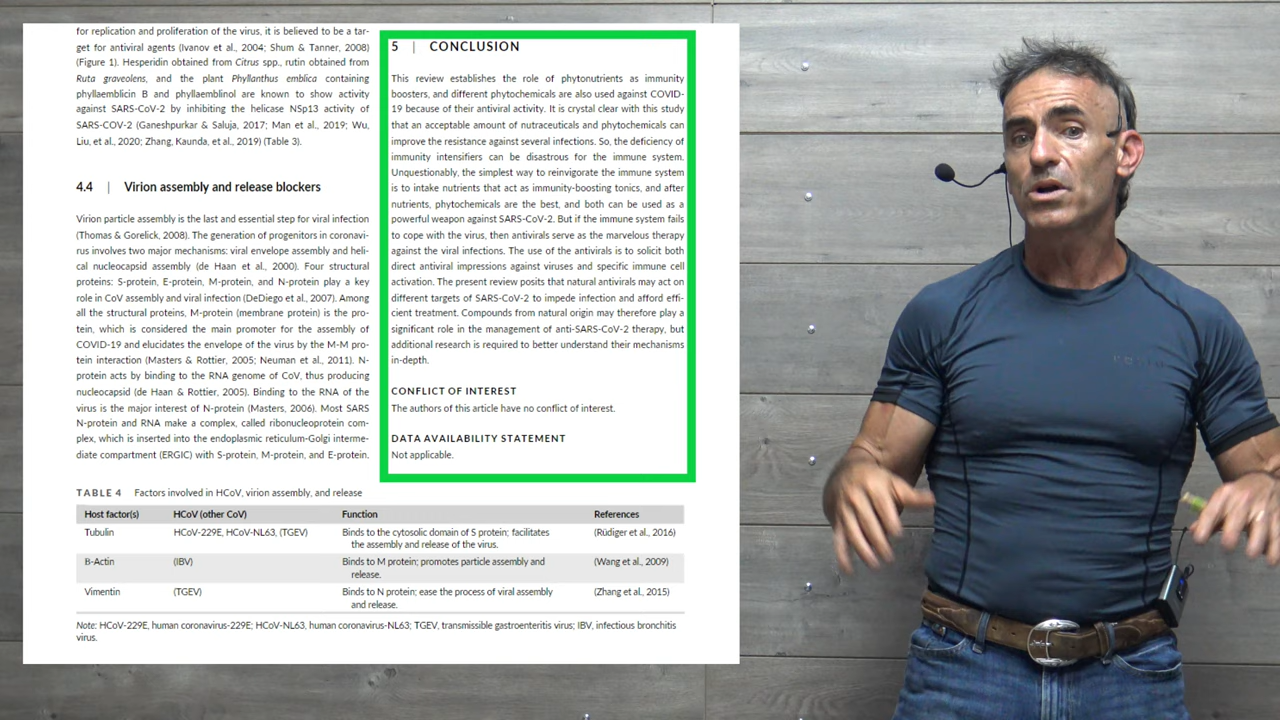 for replication and proliferation of the virus, it is believed to be a tar-
get for antiviral agents (Ivanov et al., 2004; Shum & Tanner, 2008)
(Figure 1). Hesperidin obtained from Citrus spp., rutin obtained from
Ruta graveolens, and the plant Phyllanthus emblica containing
phyllaemblicin B and phyllaemblinol are known to show activity
against SARS-CoV-2 by inhibiting the helicase NSp13 activity of
SARS-COV-2 (Ganeshpurkar & Saluja, 2017; Man et al., 2019; Wu,
Liu, et al., 2020; Zhang, Kaunda, et al., 2019) (Table 3).
4.4 | Virion assembly and release blockers
Virion particle assembly is the last and essential step for viral infection
(Thomas & Gorelick, 2008). The generation of progenitors in coronavi-
rus involves two major mechanisms: viral envelope assembly and heli-
cal nucleocapsid assembly (de Haan et al., 2000). Four structural
proteins: S-protein, E-protein, M-protein, and N-protein play a key
role in CoV assembly and viral infection (DeDiego et al., 2007). Among
all the structural proteins, M-protein (membrane protein) is the pro-
tein, which is considered the main promoter for the assembly of
COVID-19 and elucidates the envelope of the virus by the M-M pro-
tein interaction (Masters & Rottier, 2005; Neuman et al., 2011). N-
protein acts by binding to the RNA genome of CoV, thus producing
nucleocapsid (de Haan & Rottier, 2005). Binding to the RNA of the
virus is the major interest of N-protein (Masters, 2006). Most SARS
N-protein and RNA make a complex, called ribonucleoprotein com-
plex, which is inserted into the endoplasmic reticulum-Golgi interme-
diate compartment (ERGIC) with S-protein, M-protein, and E-protein.
5 | CONCLUSION
This review establishes the role of phytonutrients as immunity
boosters, and different phytochemicals are also used against COVID-
19 because of their antiviral activity. It is crystal clear with this study
that an acceptable amount of nutraceuticals and phytochemicals can
improve the resistance against several infections. So, the deficiency of
immunity intensifiers can be disastrous for the immune system.
Unquestionably, the simplest way to reinvigorate the immune system
is to intake nutrients that act as immunity-boosting tonics, and after
nutrients, phytochemicals are the best, and both can be used as a
powerful weapon against SARS-CoV-2. But if the immune system fails
to cope with the virus, then antivirals serve as the marvelous therapy
against the viral infections. The use of the antivirals is to solicit both
direct antiviral impressions against viruses and specific immune cell
activation. The present review posits that natural antivirals may act on
different targets of SARS-CoV-2 to impede infection and afford effi-
cient treatment. Compounds from natural origin may therefore play a
significant role in the management of anti-SARS-CoV-2 therapy, but
additional research is required to better understand their mechanisms
in-depth.
CONFLICT OF INTEREST
The authors of this article have no conflict of interest.
DATA AVAILABILITY STATEMENT
Not applicable.
TABLE 4 Factors involved in HCoV, virion assembly, and release
Host factor(s) HCoV (other CoV) Function References
Tubulin HCoV-229E, HCoV-NL63, (TGEV) Binds to the cytosolic domain of S protein; facilitates (Rüdiger et al., 2016)
the assembly and release of the virus.
B-Actin (IBV) Binds to M protein; promotes particle assembly and (Wang et al., 2009)
release.
Vimentin (TGEV) Binds to N protein; ease the process of viral assembly (Zhang et al., 2015)
and release.
Note: HCoV-229E, human coronavirus-229E; HCoV-NL63, human coronavirus-NL63; TGEV, transmissible gastroenteritis virus; IBV, infectious bronchitis
virus.